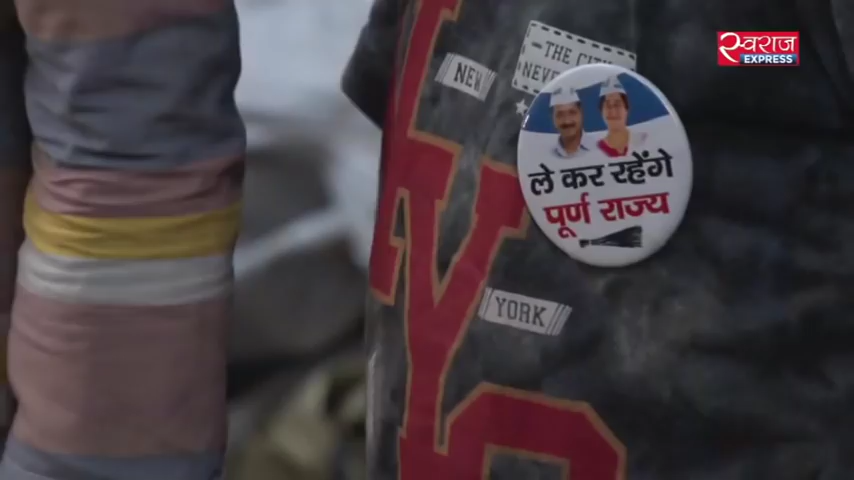 स्वराज
EXPRESS
THE CITY
NEVE
NEW
ले कर रहेंगे
पूर्ण राज्य
YORK